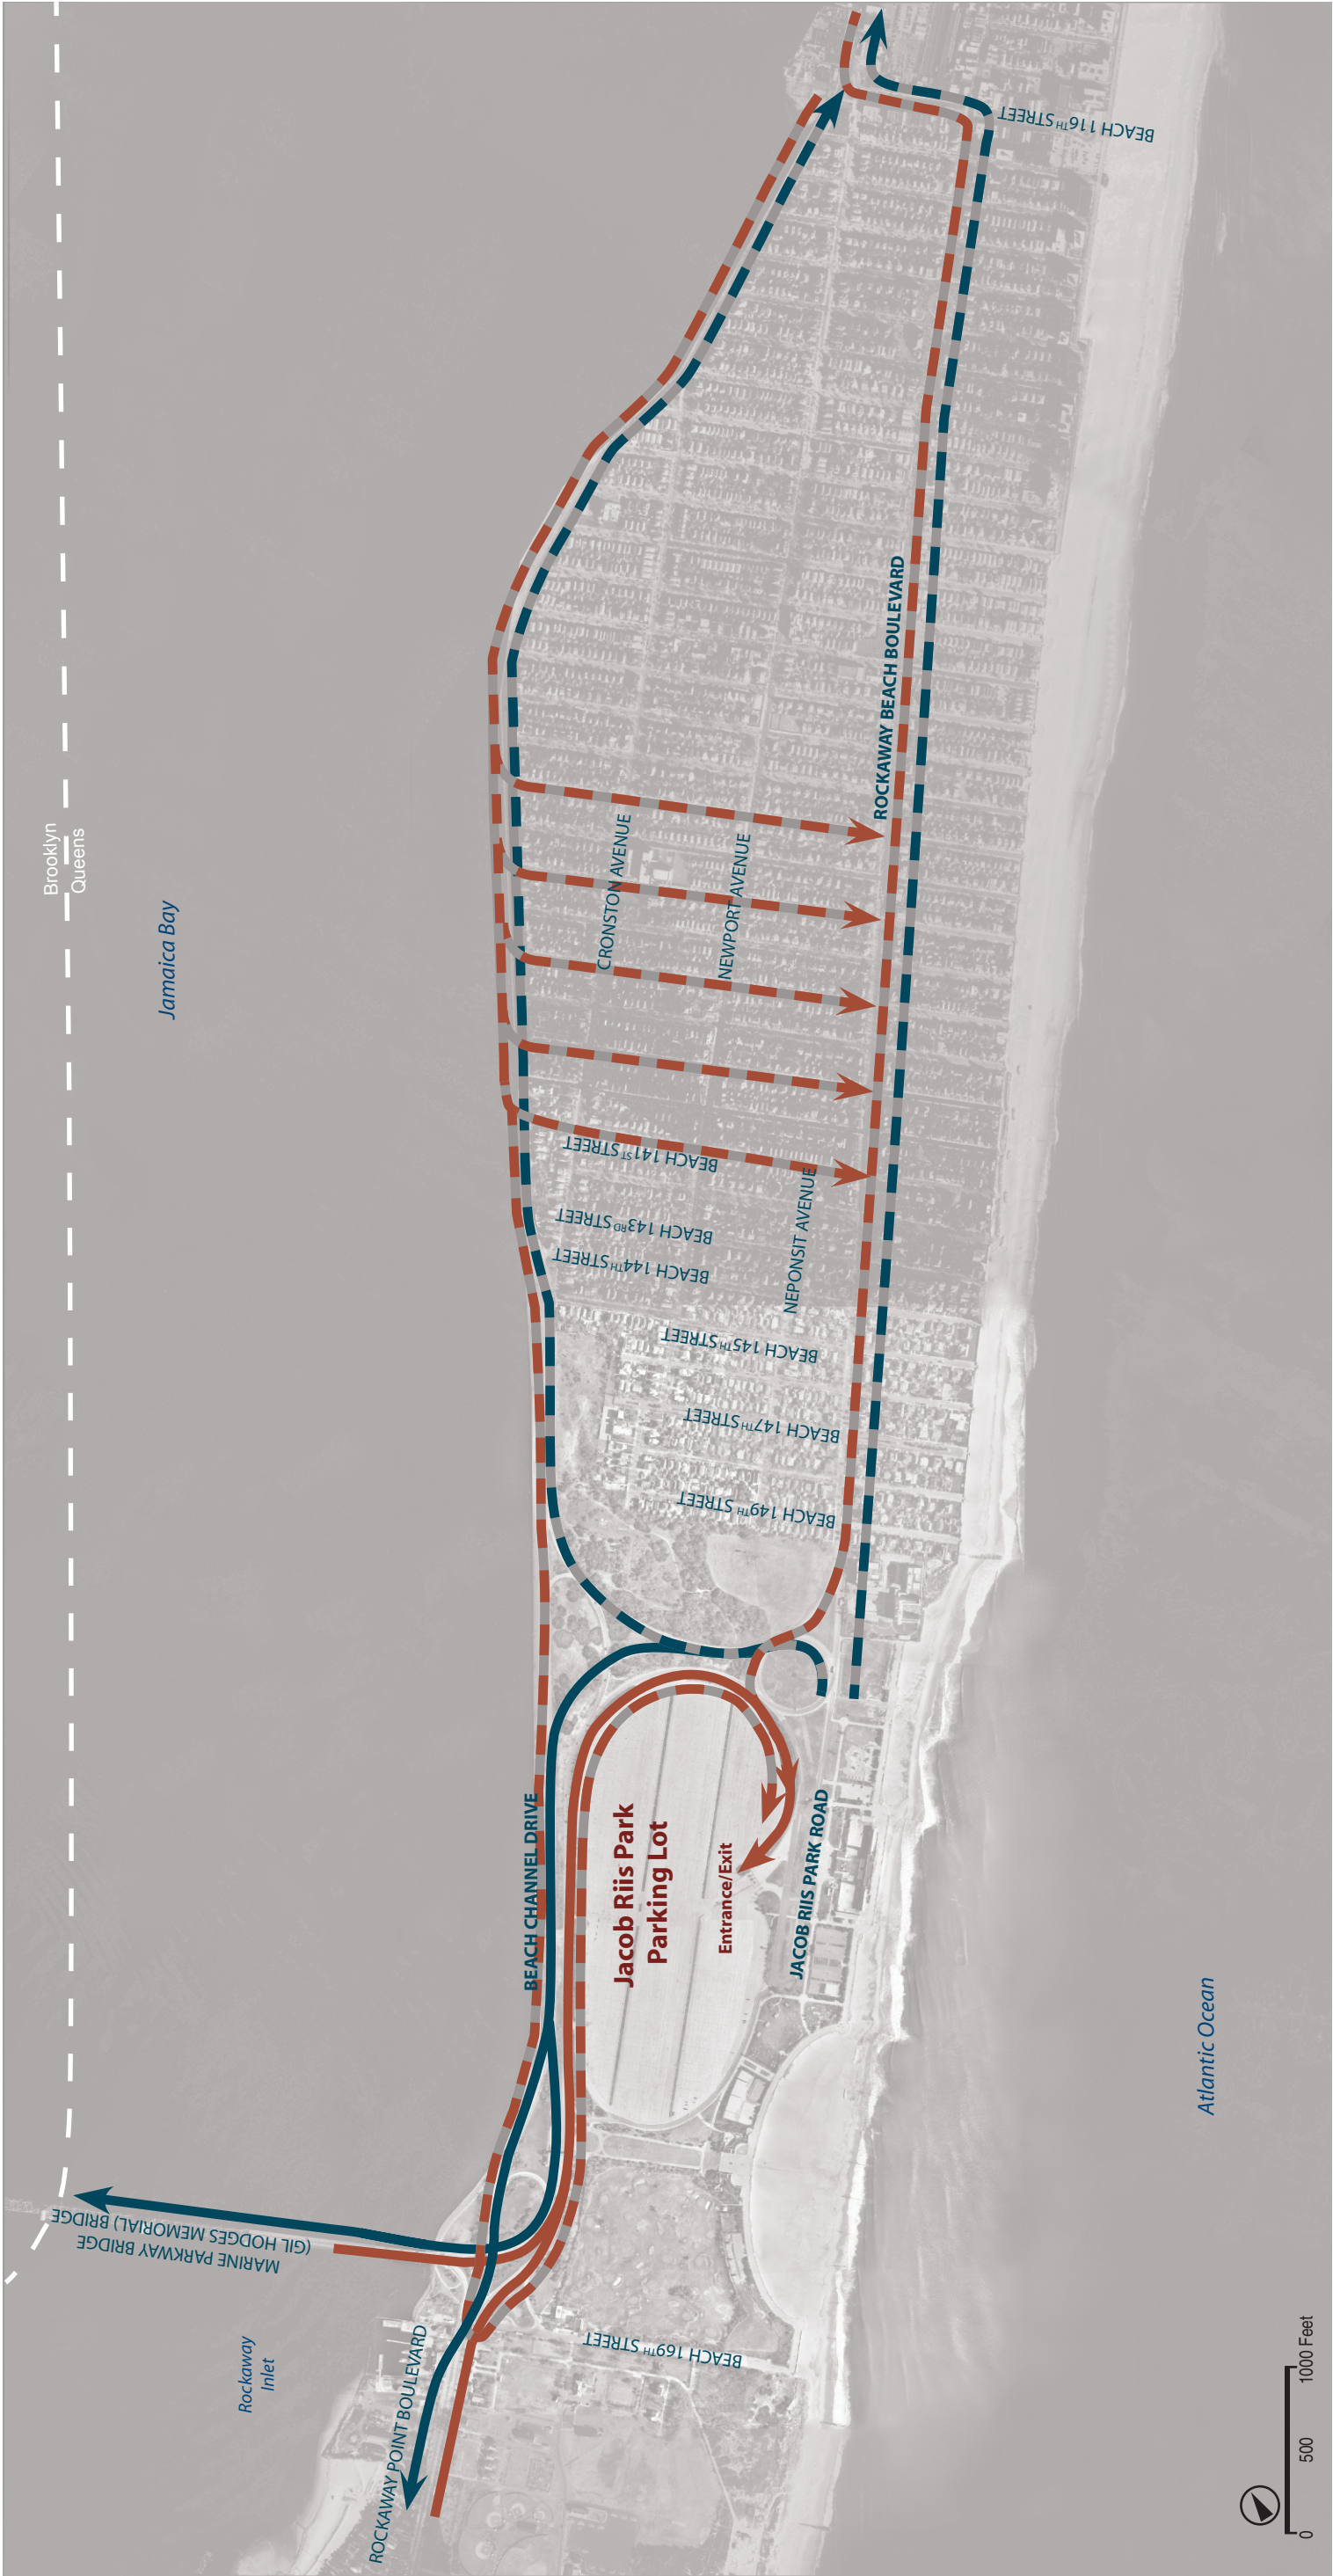 Brooklyn
Queens
Jamaica Bay
BEACH 116TH STREET
ROCKAWAY BEACH BOULEVARD
CRONSTON AVENUE
NEWPORT AVENUE
BEACH 141ST STREET
BEACH 143RD STREET
BEACH 144TH STREET
NEPONSIT AVENUE
BEACH 145TH STREET
BEACH 147TH STREET
BEACH 149TH STREET
BEACH CHANNEL DRIVE
Jacob Riis Park
Parking Lot
Entrance/Exit
JACOB RIIS PARK ROAD
Atlantic Ocean
MARINE PARKWAY BRIDGE
(GIL HODGES MEMORIAL) BRIDGE
Rockaway
Inlet
BEACH 169TH STREET
ROCKAWAY POINT BOULEVARD
0 500 1000 Feet